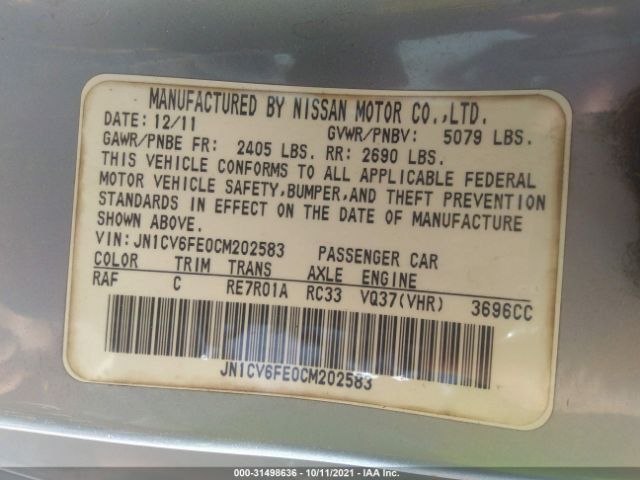 MANUFACTURED BY NISSAN MOTOR CO.,LTD.
DATE: 12/11 GVWR/PNBV: 5079 LBS.
GAWR/PNBE FR: 2405 LBS. RR: 2690 LBS.
THIS VEHICLE CONFORMS TO ALL APPLICABLE FEDERAL
MOTOR VEHICLE SAFETY,BUMPER,AND THEFT PREVENTION
STANDARDS IN EFFECT ON THE DATE OF MANUFACTURE
SHOWN ABOVE.
VIN: JN1CV6FE0CM202583 PASSENGER CAR
COLOR TRIM TRANS AXLE ENGINE
RAF C RE7R01A RC33 VQ37(VHR) 3696CC
JN1CV6FE0CM202583
000-31498636 - 10/11/2021 - IAAI.COM